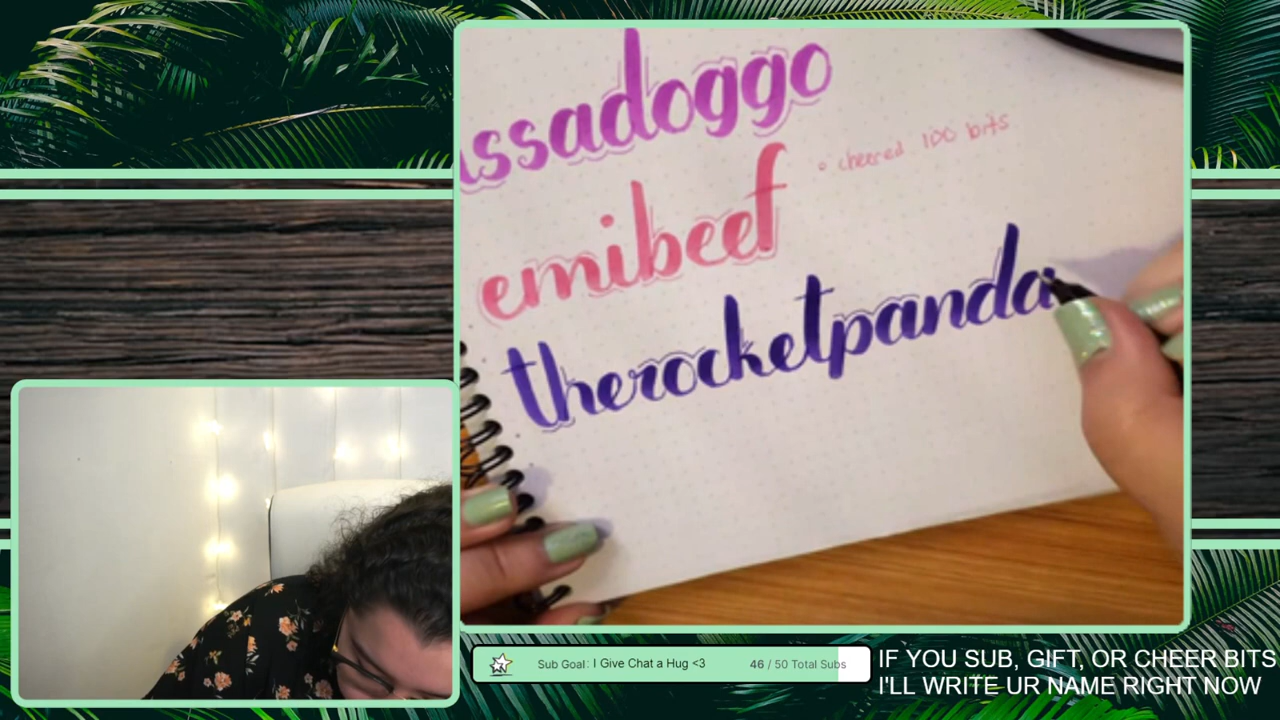 ssadoggo
• cheered 100 bits
emibeef
therocketpanda
Sub Goal: I Give Chat a Hug <3 46 / 50 Total Subs
IF YOU SUB, GIFT, OR CHEER BITS
I'LL WRITE UR NAME RIGHT NOW